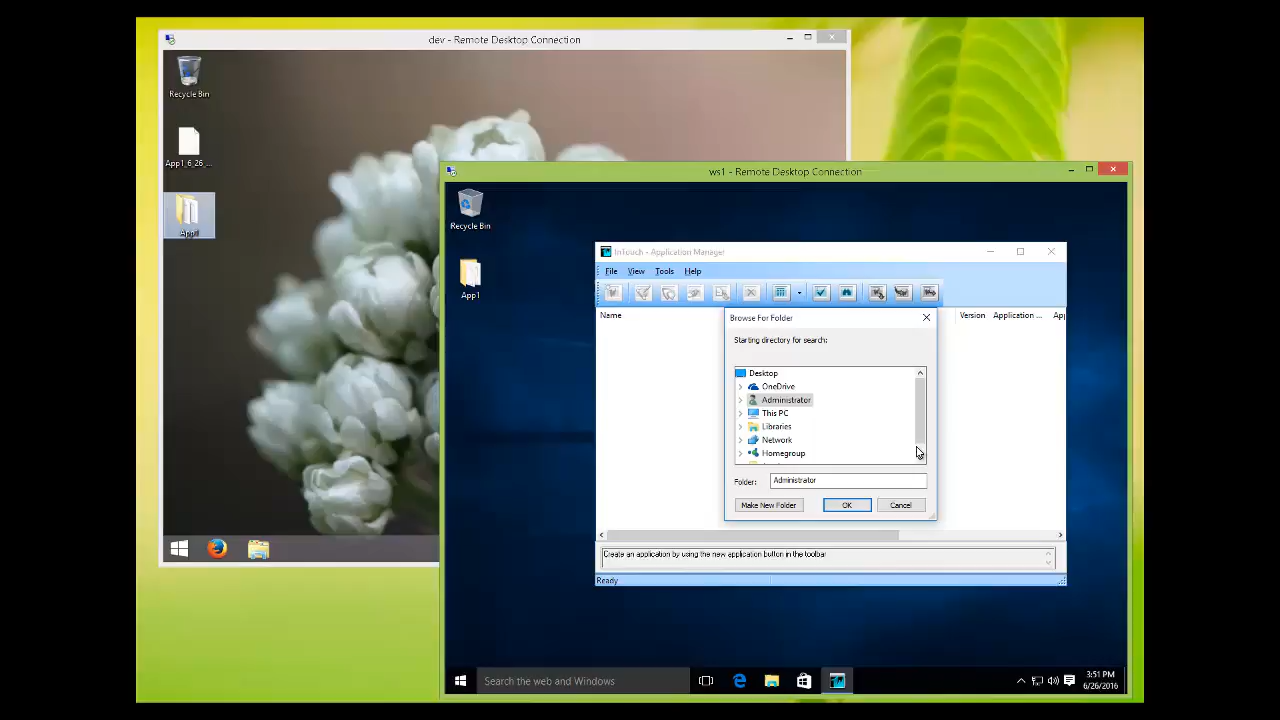 dev - Remote Desktop Connection
Recycle Bin
App1_6_26_...
App1
ws1 - Remote Desktop Connection
Recycle Bin
App1
InTouch - Application Manager
File View Tools Help
Name Version Application ... App
Browse For Folder
Starting directory for search:
Desktop
OneDrive
Administrator
This PC
Libraries
Network
Homegroup
Folder: Administrator
Make New Folder OK Cancel
Create an application by using the new application button in the toolbar
Ready
Search the web and Windows
3:51 PM
6/26/2016